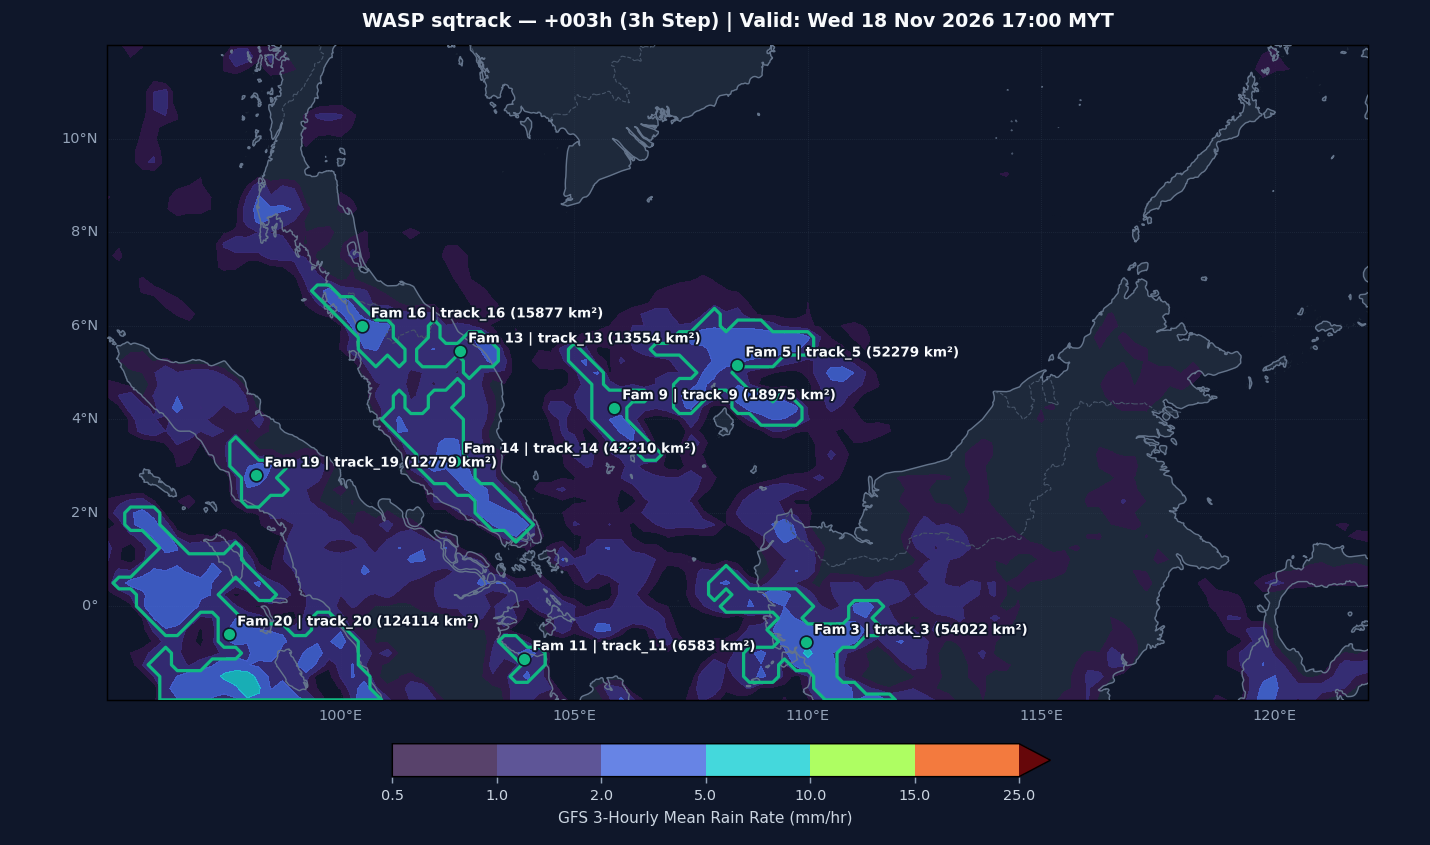 WASP sqtrack — +003h (3h Step) | Valid: Wed 18 Nov 2026 17:00 MYT
10°N
8°N
6°N
4°N
2°N
0°
Fam 16 | track_16 (15877 km²)
Fam 13 | track_13 (13554 km²)
Fam 5 | track_5 (52279 km²)
Fam 9 | track_9 (18975 km²)
Fam 14 | track_14 (42210 km²)
Fam 19 | track_19 (12779 km²)
Fam 20 | track_20 (124114 km²)
Fam 3 | track_3 (54022 km²)
Fam 11 | track_11 (6583 km²)
100°E 105°E 110°E 115°E 120°E
0.5 1.0 2.0 5.0 10.0 15.0 25.0
GFS 3-Hourly Mean Rain Rate (mm/hr)